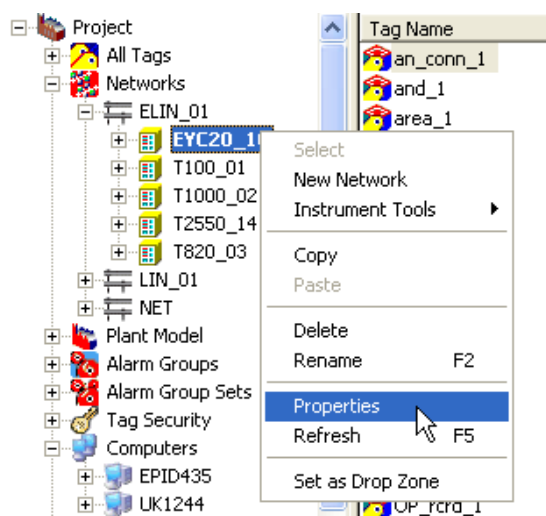 Project
All Tags
Networks
ELIN_01
EYC20_1
T100_01
T1000_02
T2550_14
T820_03
LIN_01
NET
Plant Model
Alarm Groups
Alarm Group Sets
Tag Security
Computers
EPID435
UK1244
Tag Name
an_conn_1
and_1
area_1
Select
New Network
Instrument Tools
Copy
Paste
Delete
Rename F2
Properties
Refresh F5
Set as Drop Zone
OP_rcrd_1